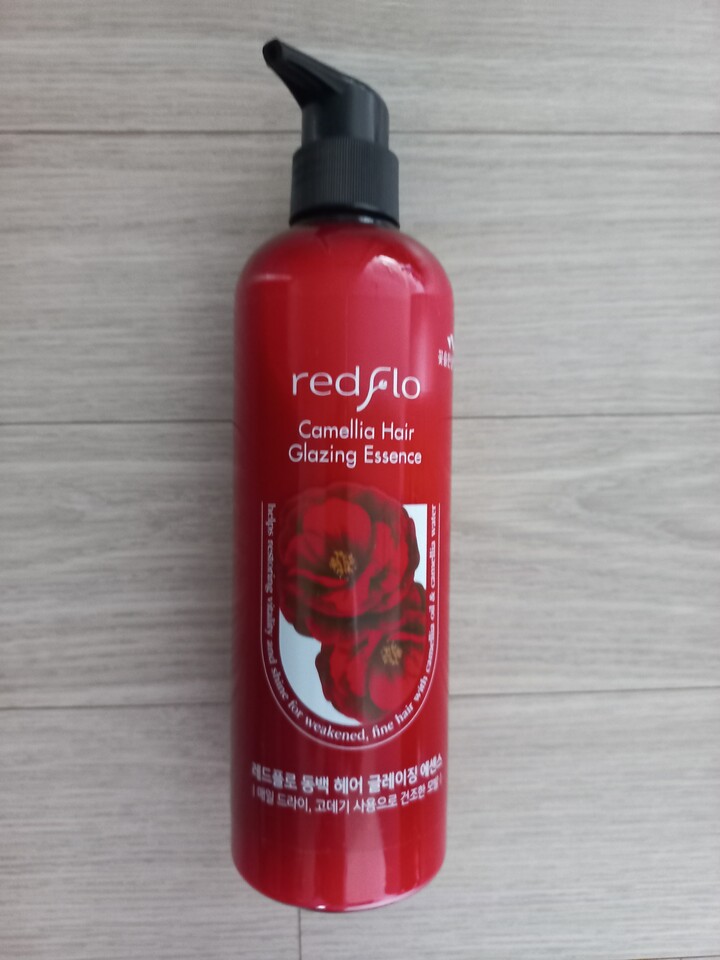 redflo
Camellia Hair
Glazing Essence
helps restoring vitality and shine for weakened, fine hair with camellia oil & camellia water
레드플로 동백 헤어 글레이징 에센스
| 매일 드라이, 고데기 사용으로 건조한 모발 |